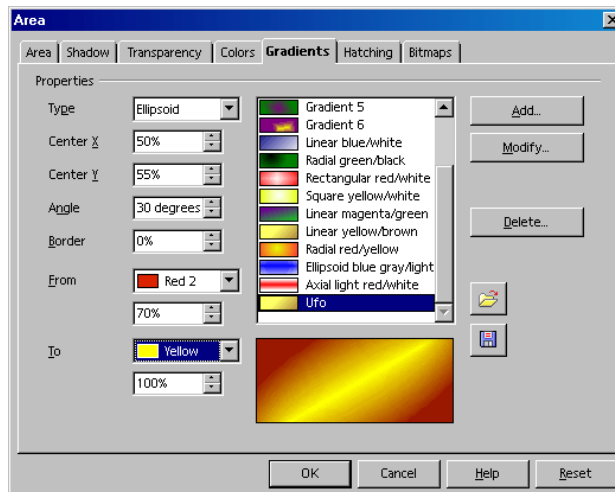 Area
Area Shadow Transparency Colors Gradients Hatching Bitmaps
Properties
Type Ellipsoid
Center X 50%
Center Y 55%
Angle 30 degrees
Border 0%
From Red 2
70%
To Yellow
100%
Gradient 5
Gradient 6
Linear blue/white
Radial green/black
Rectangular red/white
Square yellow/white
Linear magenta/green
Linear yellow/brown
Radial red/yellow
Ellipsoid blue gray/light
Axial light red/white
Ufo
Add...
Modify...
Delete...
OK Cancel Help Reset